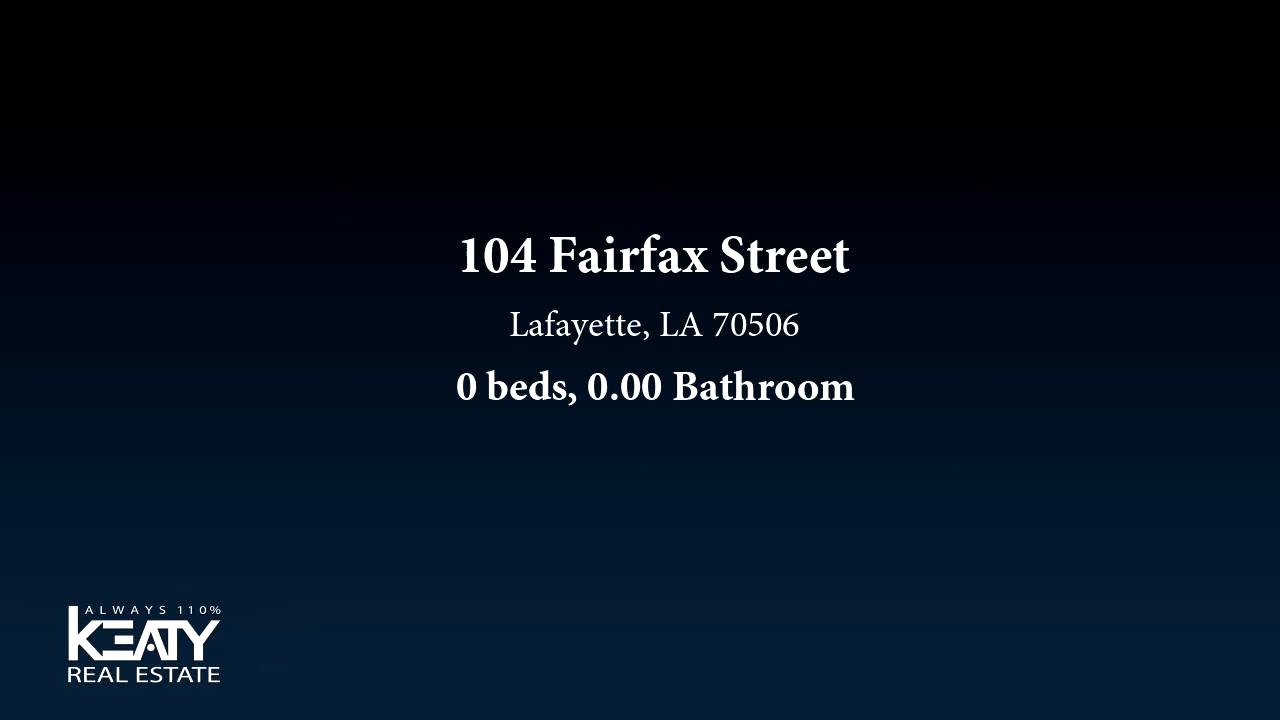 104 Fairfax Street
Lafayette, LA 70506
0 beds, 0.00 Bathroom
ALWAYS 110%
KEATY
REAL ESTATE